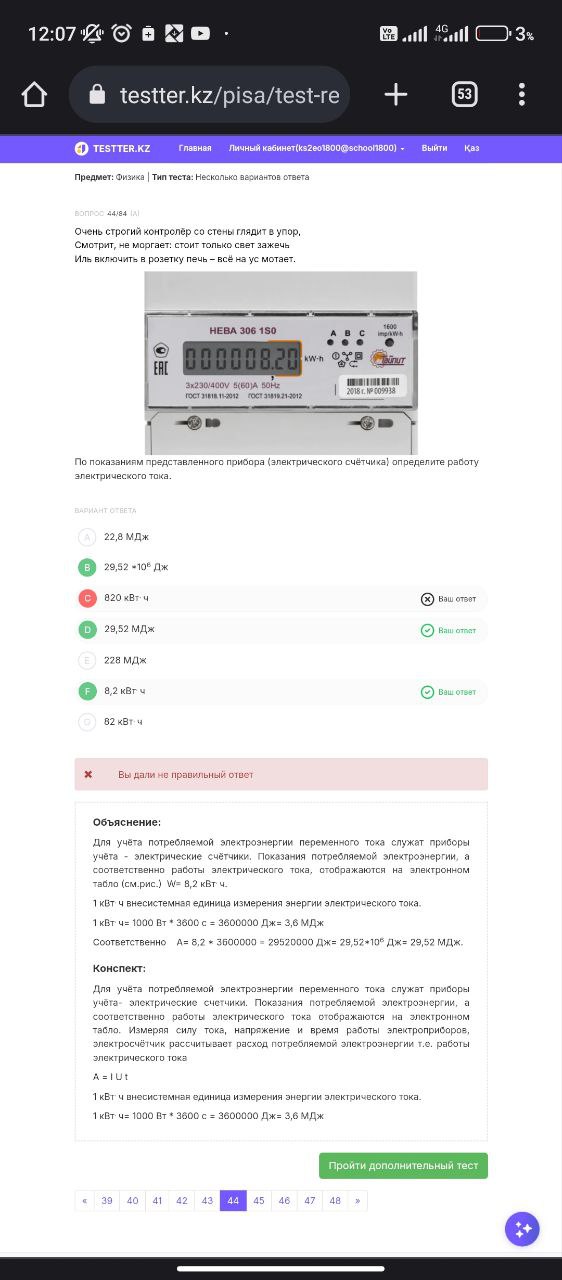 12:07
Vo LTE
4G
3%
testter.kz/pisa/test-re
53
TESTTER.KZ Главная Личный кабинет(ks2eo1800@school1800) Выйти Қаз
Предмет: Физика | Тип теста: Несколько вариантов ответа
ВОПРОС 44/84 (A)
Очень строгий контролёр со стены глядит в упор,
Смотрит, не моргает: стоит только свет зажечь
Иль включить в розетку печь – всё на ус мотает.
НЕВА 306 1S0
A B C
1600 imp/kW·h
000008,20 kW·h
EAC
Тайпит
3x230/400V 5(60)A 50Hz
ГОСТ 31818.11-2012 ГОСТ 31819.21-2012
2018 г. № 009938
По показаниям представленного прибора (электрического счётчика) определите работу
электрического тока.
ВАРИАНТ ОТВЕТА
A 22,8 МДж
B 29,52 *10⁶ Дж
C 820 кВт· ч Ваш ответ
D 29,52 МДж Ваш ответ
E 228 МДж
F 8,2 кВт· ч Ваш ответ
G 82 кВт· ч
Вы дали не правильный ответ
Объяснение:
Для учёта потребляемой электроэнергии переменного тока служат приборы
учёта - электрические счётчики. Показания потребляемой электроэнергии, а
соответственно работы электрического тока, отображаются на электронном
табло (см.рис.) W= 8,2 кВт· ч.
1 кВт· ч внесистемная единица измерения энергии электрического тока.
1 кВт· ч= 1000 Вт * 3600 с = 3600000 Дж= 3,6 МДж
Соответственно А= 8,2 * 3600000 = 29520000 Дж= 29,52*10⁶ Дж= 29,52 МДж.
Конспект:
Для учёта потребляемой электроэнергии переменного тока служат приборы
учёта- электрические счетчики. Показания потребляемой электроэнергии, а
соответственно работы электрического тока отображаются на электронном
табло. Измеряя силу тока, напряжение и время работы электроприборов,
электросчётчик рассчитывает расход потребляемой электроэнергии т.е. работы
электрического тока
A = I U t
1 кВт· ч внесистемная единица измерения энергии электрического тока.
1 кВт· ч= 1000 Вт * 3600 с = 3600000 Дж= 3,6 МДж
Пройти дополнительный тест
« 39 40 41 42 43 44 45 46 47 48 »